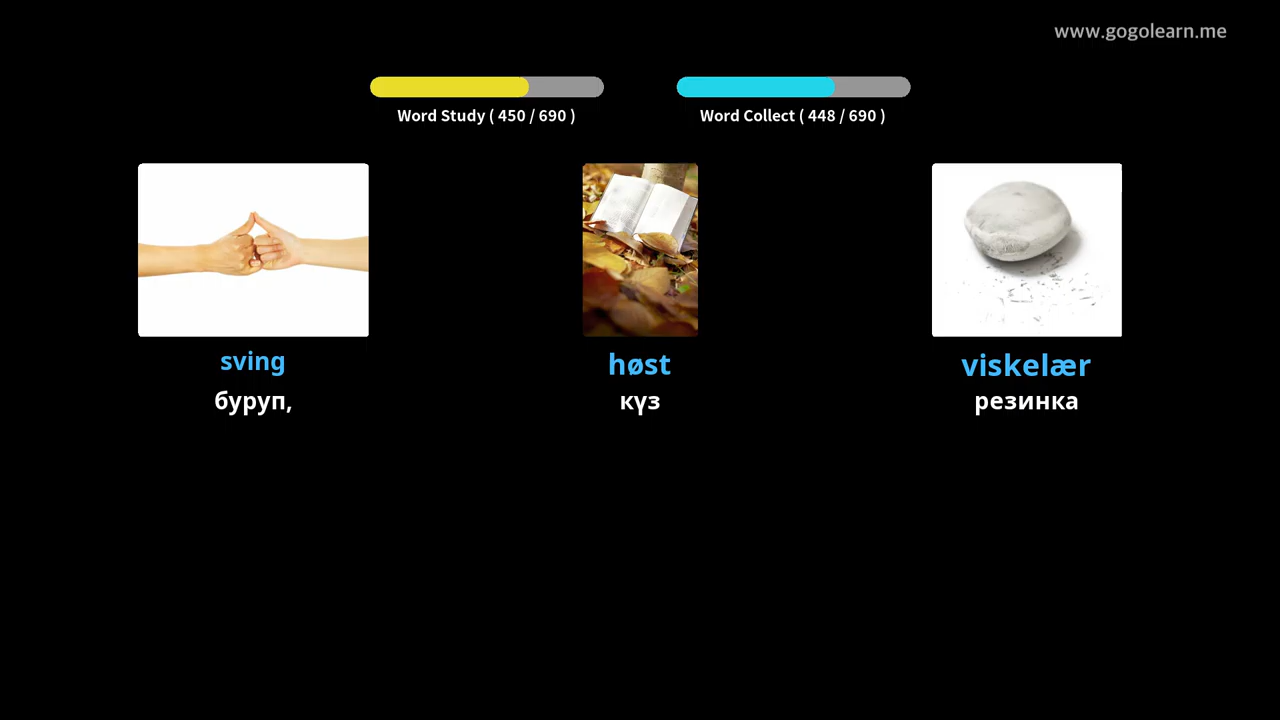 www.gogolearn.me
Word Study ( 450 / 690 )
Word Collect ( 448 / 690 )
sving
høst
viskelær
буруп,
күз
резинка